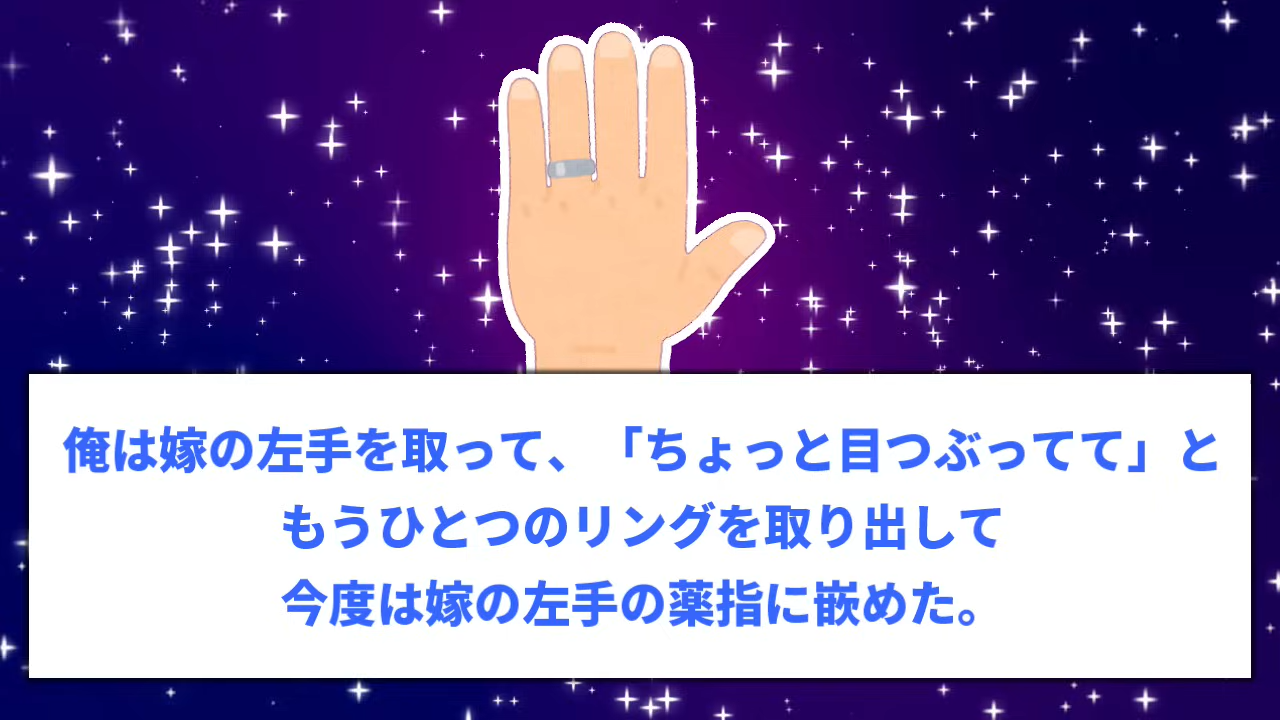 俺は嫁の左手を取って、「ちょっと目つぶってて」と
もうひとつのリングを取り出して
今度は嫁の左手の薬指に嵌めた。